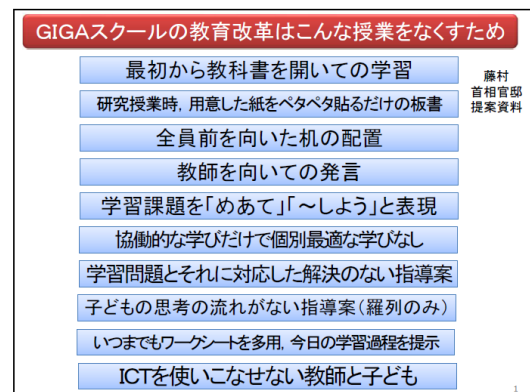 GIGAスクールの教育改革はこんな授業をなくすため
最初から教科書を開いての学習
藤村
首相官邸
提案資料
研究授業時，用意した紙をペタペタ貼るだけの板書
全員前を向いた机の配置
教師を向いての発言
学習課題を「めあて」「～しよう」と表現
協働的な学びだけで個別最適な学びなし
学習問題とそれに対応した解決のない指導案
子どもの思考の流れがない指導案（羅列のみ）
いつまでもワークシートを多用，今日の学習過程を提示
ICTを使いこなせない教師と子ども
1